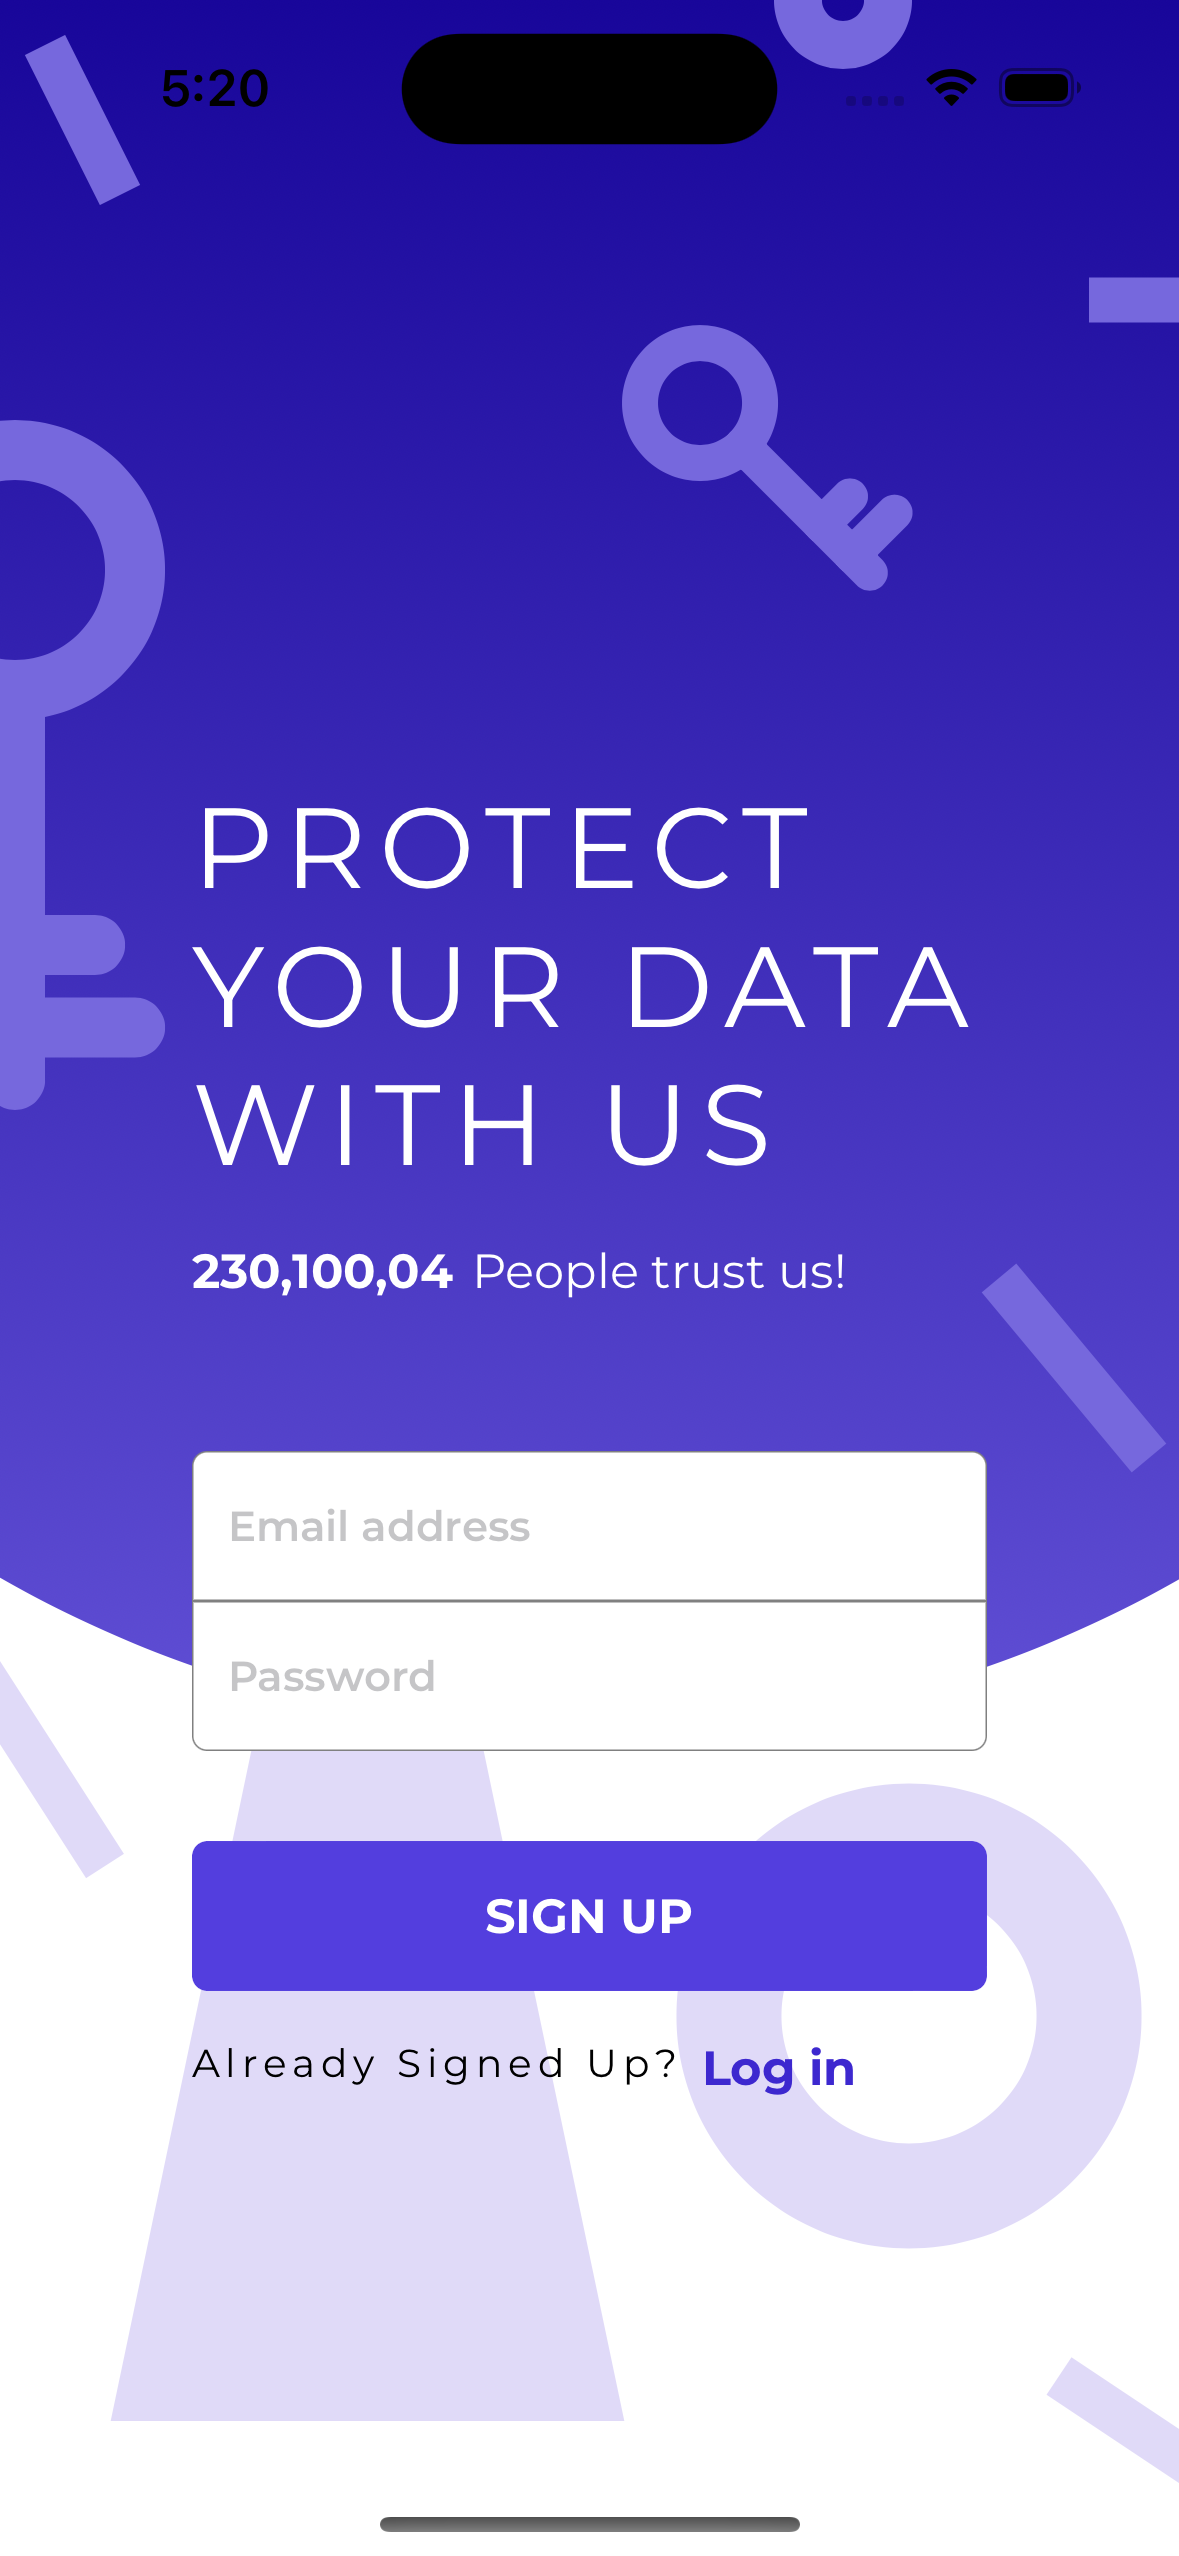 5:20
PROTECT
YOUR DATA
WITH US
230,100,04 People trust us!
Email address
Password
SIGN UP
Already Signed Up? Log in